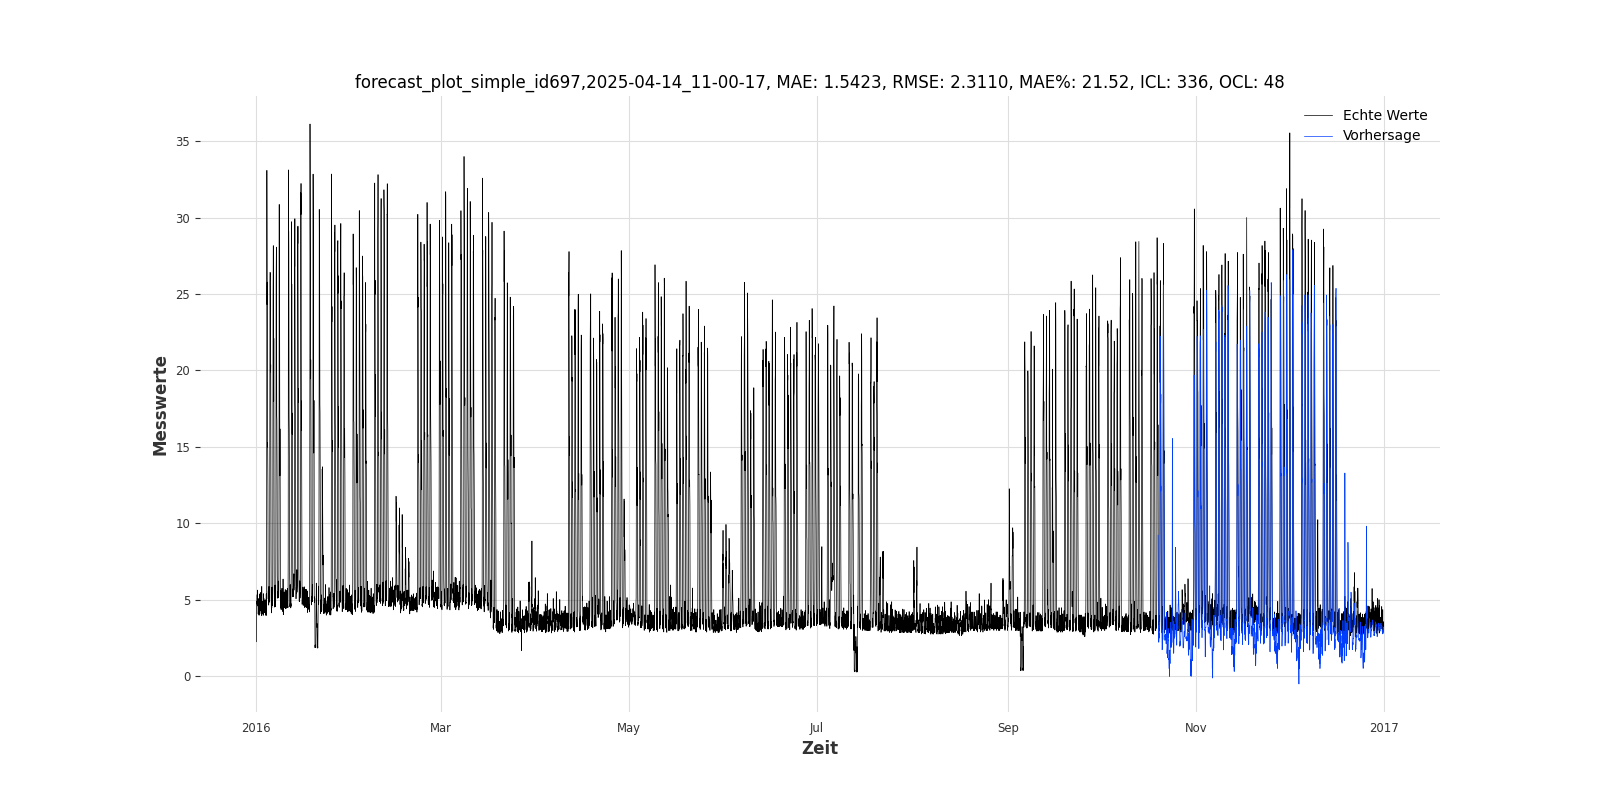 forecast_plot_simple_id697,2025-04-14_11-00-17, MAE: 1.5423, RMSE: 2.3110, MAE%: 21.52, ICL: 336, OCL: 48
Echte Werte
Vorhersage
35
30
25
20
15
10
5
0
Messwerte
2016 Mar May Jul Sep Nov 2017
Zeit